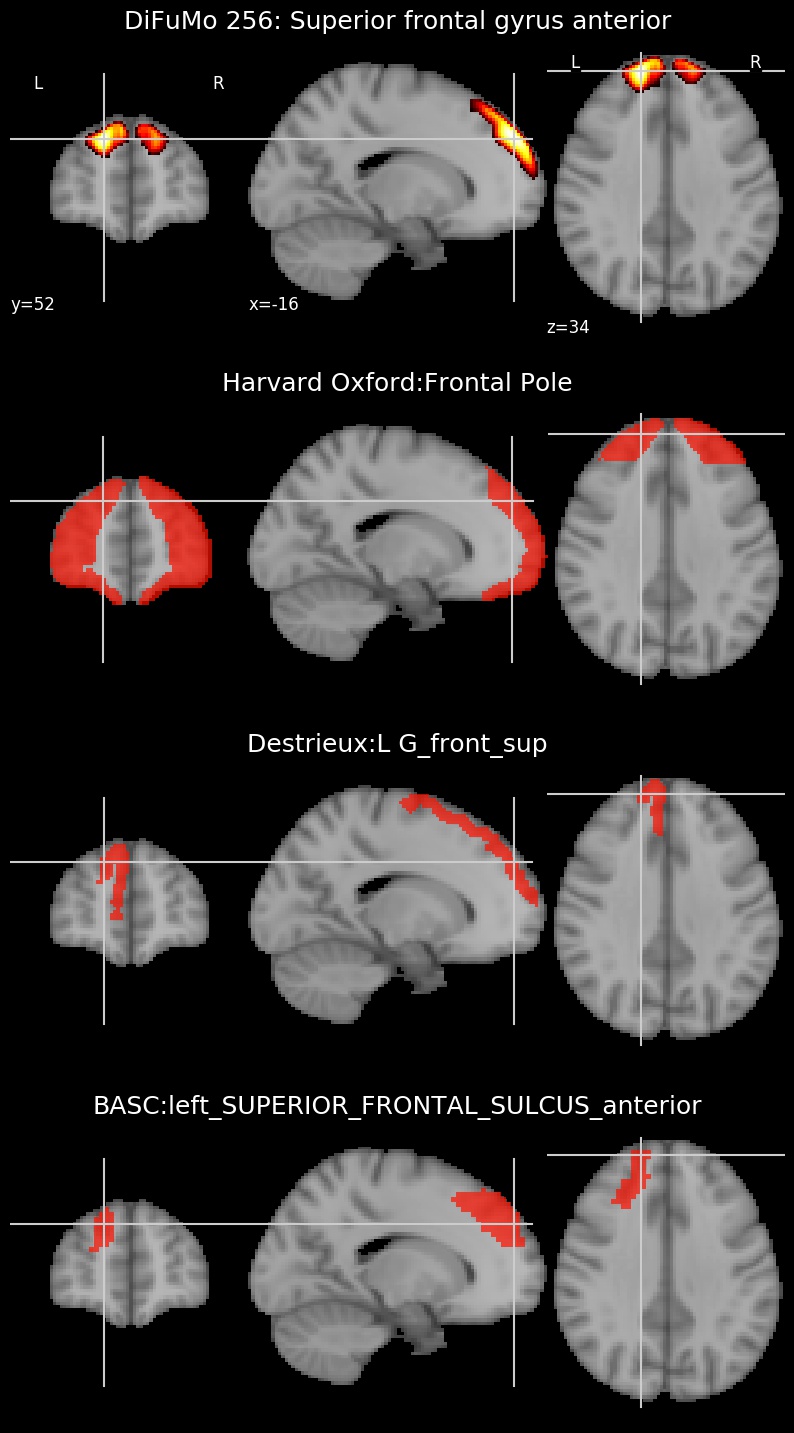 DiFuMo 256: Superior frontal gyrus anterior
L R L R
y=52 x=-16 z=34
Harvard Oxford:Frontal Pole
Destrieux:L G_front_sup
BASC:left_SUPERIOR_FRONTAL_SULCUS_anterior